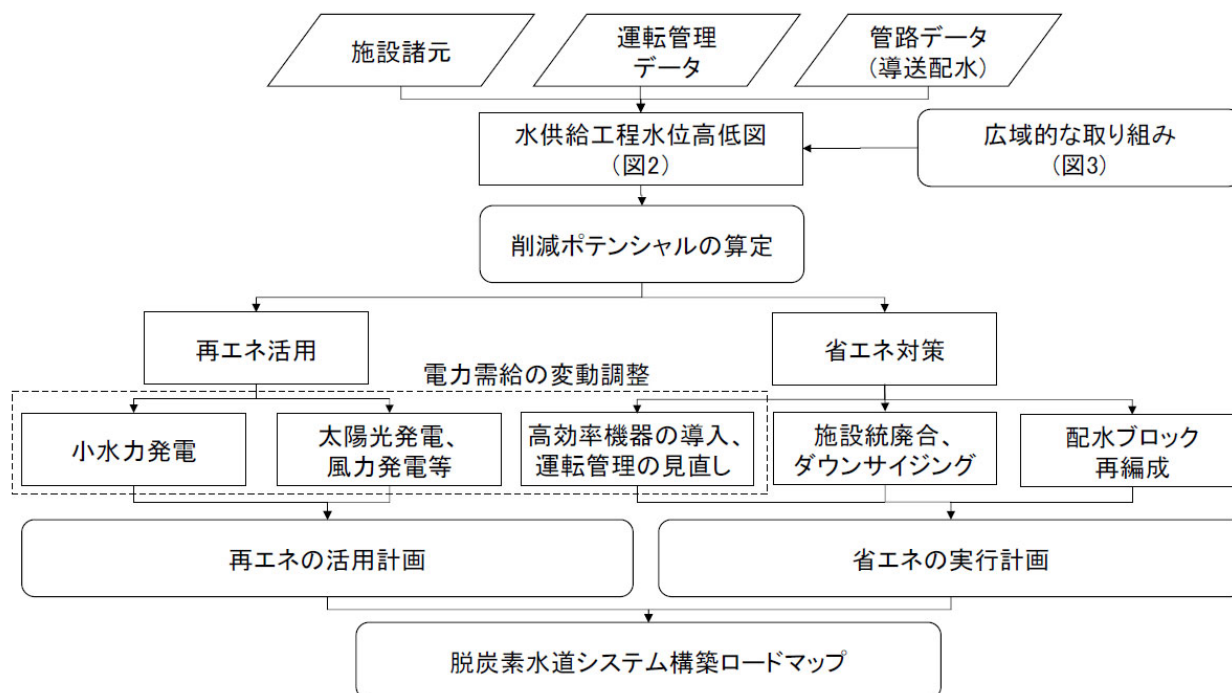 施設諸元
運転管理
データ
管路データ
(導送配水)
水供給工程水位高低図
(図2)
広域的な取り組み
(図3)
削減ポテンシャルの算定
再エネ活用
省エネ対策
電力需給の変動調整
小水力発電
太陽光発電、
風力発電等
高効率機器の導入、
運転管理の見直し
施設統廃合、
ダウンサイジング
配水ブロック
再編成
再エネの活用計画
省エネの実行計画
脱炭素水道システム構築ロードマップ